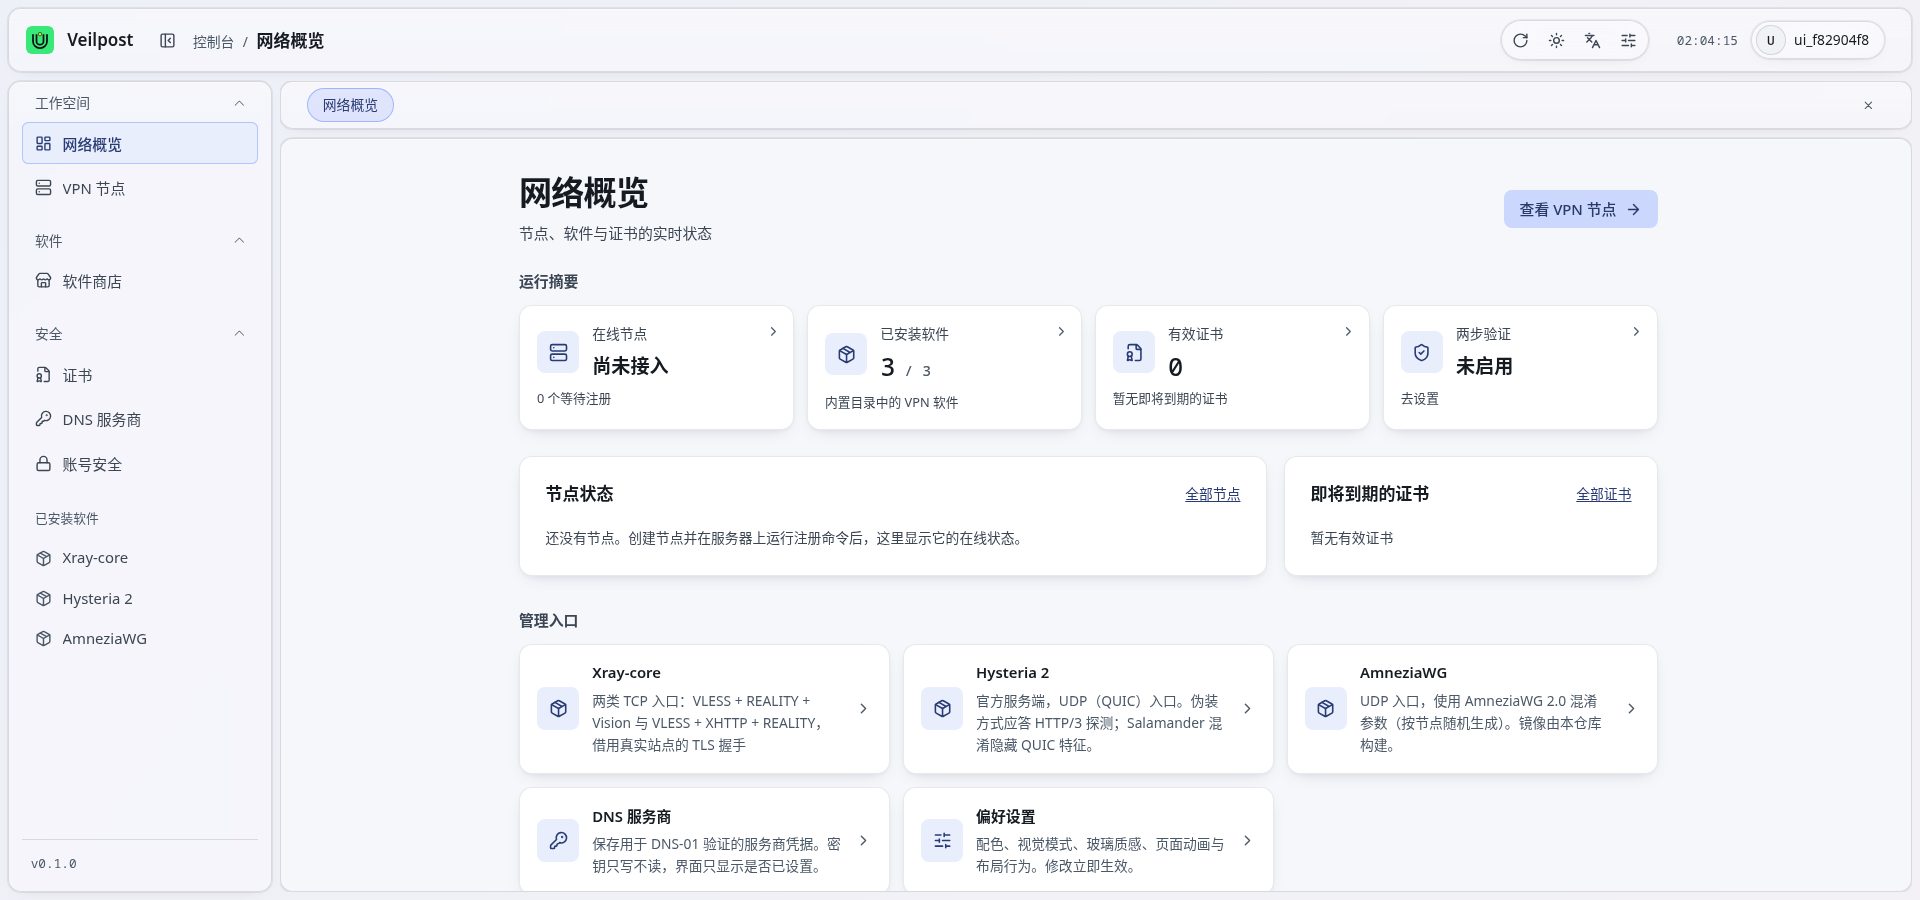 Veilpost
控制台 / 网络概览
02:04:15
U
ui_f82904f8
工作空间
网络概览
VPN 节点
软件
软件商店
安全
证书
DNS 服务商
账号安全
已安装软件
Xray-core
Hysteria 2
AmneziaWG
v0.1.0
网络概览
网络概览
节点、软件与证书的实时状态
查看 VPN 节点
运行摘要
在线节点
尚未接入
0 个等待注册
已安装软件
3 / 3
内置目录中的 VPN 软件
有效证书
0
暂无即将到期的证书
两步验证
未启用
去设置
节点状态
全部节点
还没有节点。创建节点并在服务器上运行注册命令后，这里显示它的在线状态。
即将到期的证书
全部证书
暂无有效证书
管理入口
Xray-core
两类 TCP 入口：VLESS + REALITY +
Vision 与 VLESS + XHTTP + REALITY，
借用真实站点的 TLS 握手
Hysteria 2
官方服务端，UDP（QUIC）入口。伪装
方式应答 HTTP/3 探测；Salamander 混
淆隐藏 QUIC 特征。
AmneziaWG
UDP 入口，使用 AmneziaWG 2.0 混淆
参数（按节点随机生成）。镜像由本仓库
构建。
DNS 服务商
保存用于 DNS-01 验证的服务商凭据。密
钥只写不读，界面只显示是否已设置。
偏好设置
配色、视觉模式、玻璃质感、页面动画与
布局行为。修改立即生效。